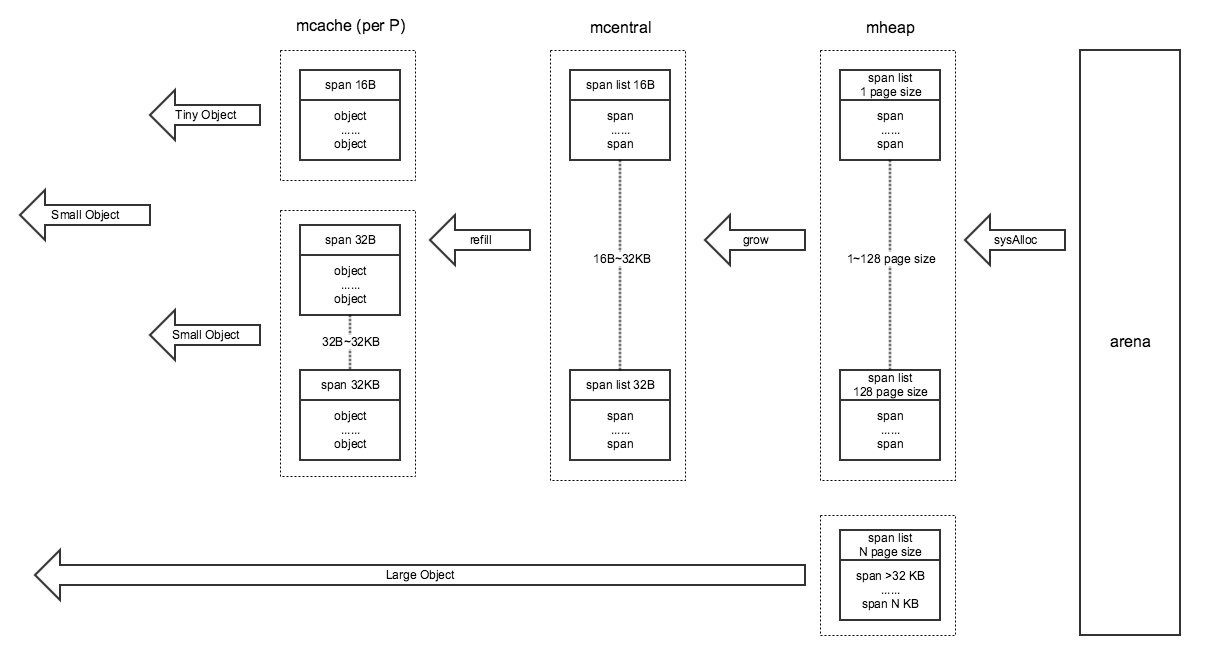 mcache (per P)
mcentral
mheap
span 16B
object
......
object
span list 16B
span
......
span
span list
1 page size
span
......
span
Tiny Object
Small Object
span 32B
object
......
object
32B~32KB
span 32KB
object
......
object
Small Object
refill
16B~32KB
span list 32B
span
......
span
grow
1~128 page size
span list
128 page size
span
......
span
sysAlloc
arena
span list
N page size
span >32 KB
......
span N KB
Large Object